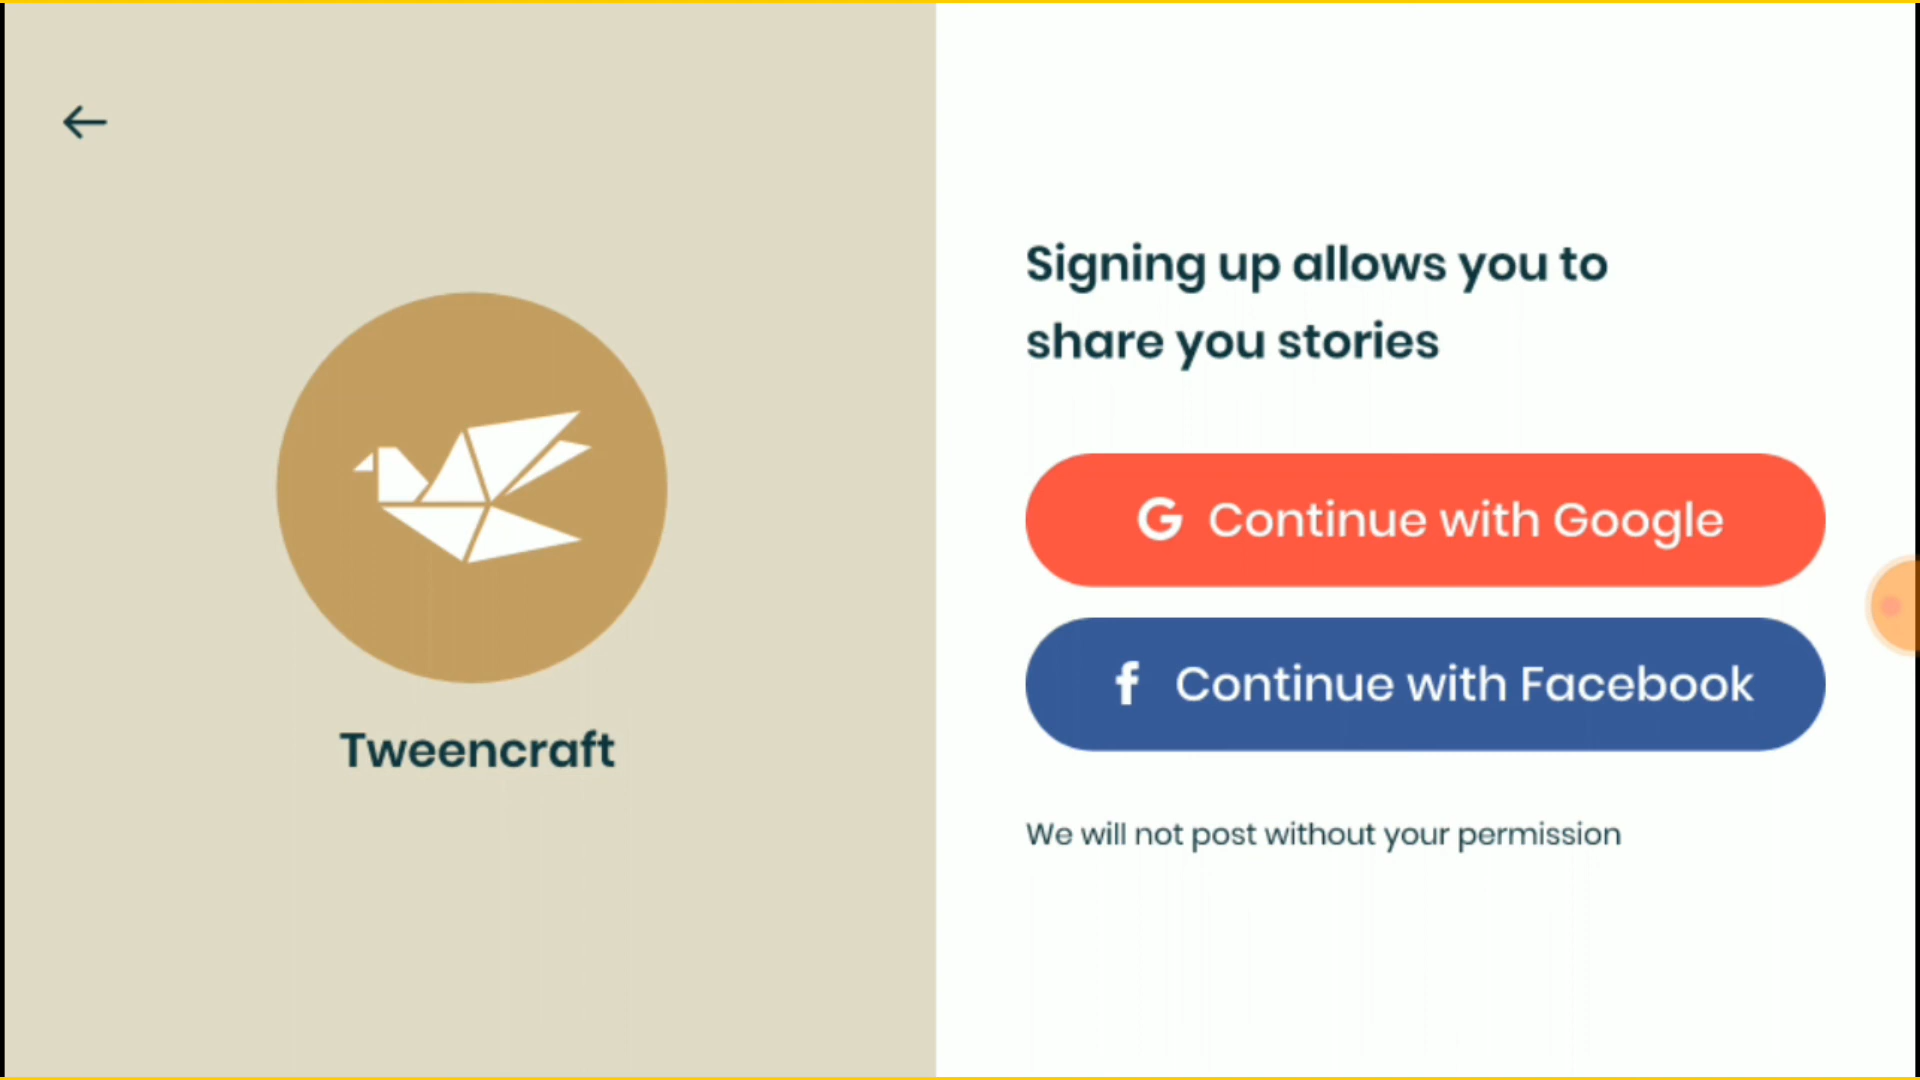 Tweencraft
Signing up allows you to
share you stories
G Continue with Google
f Continue with Facebook
We will not post without your permission